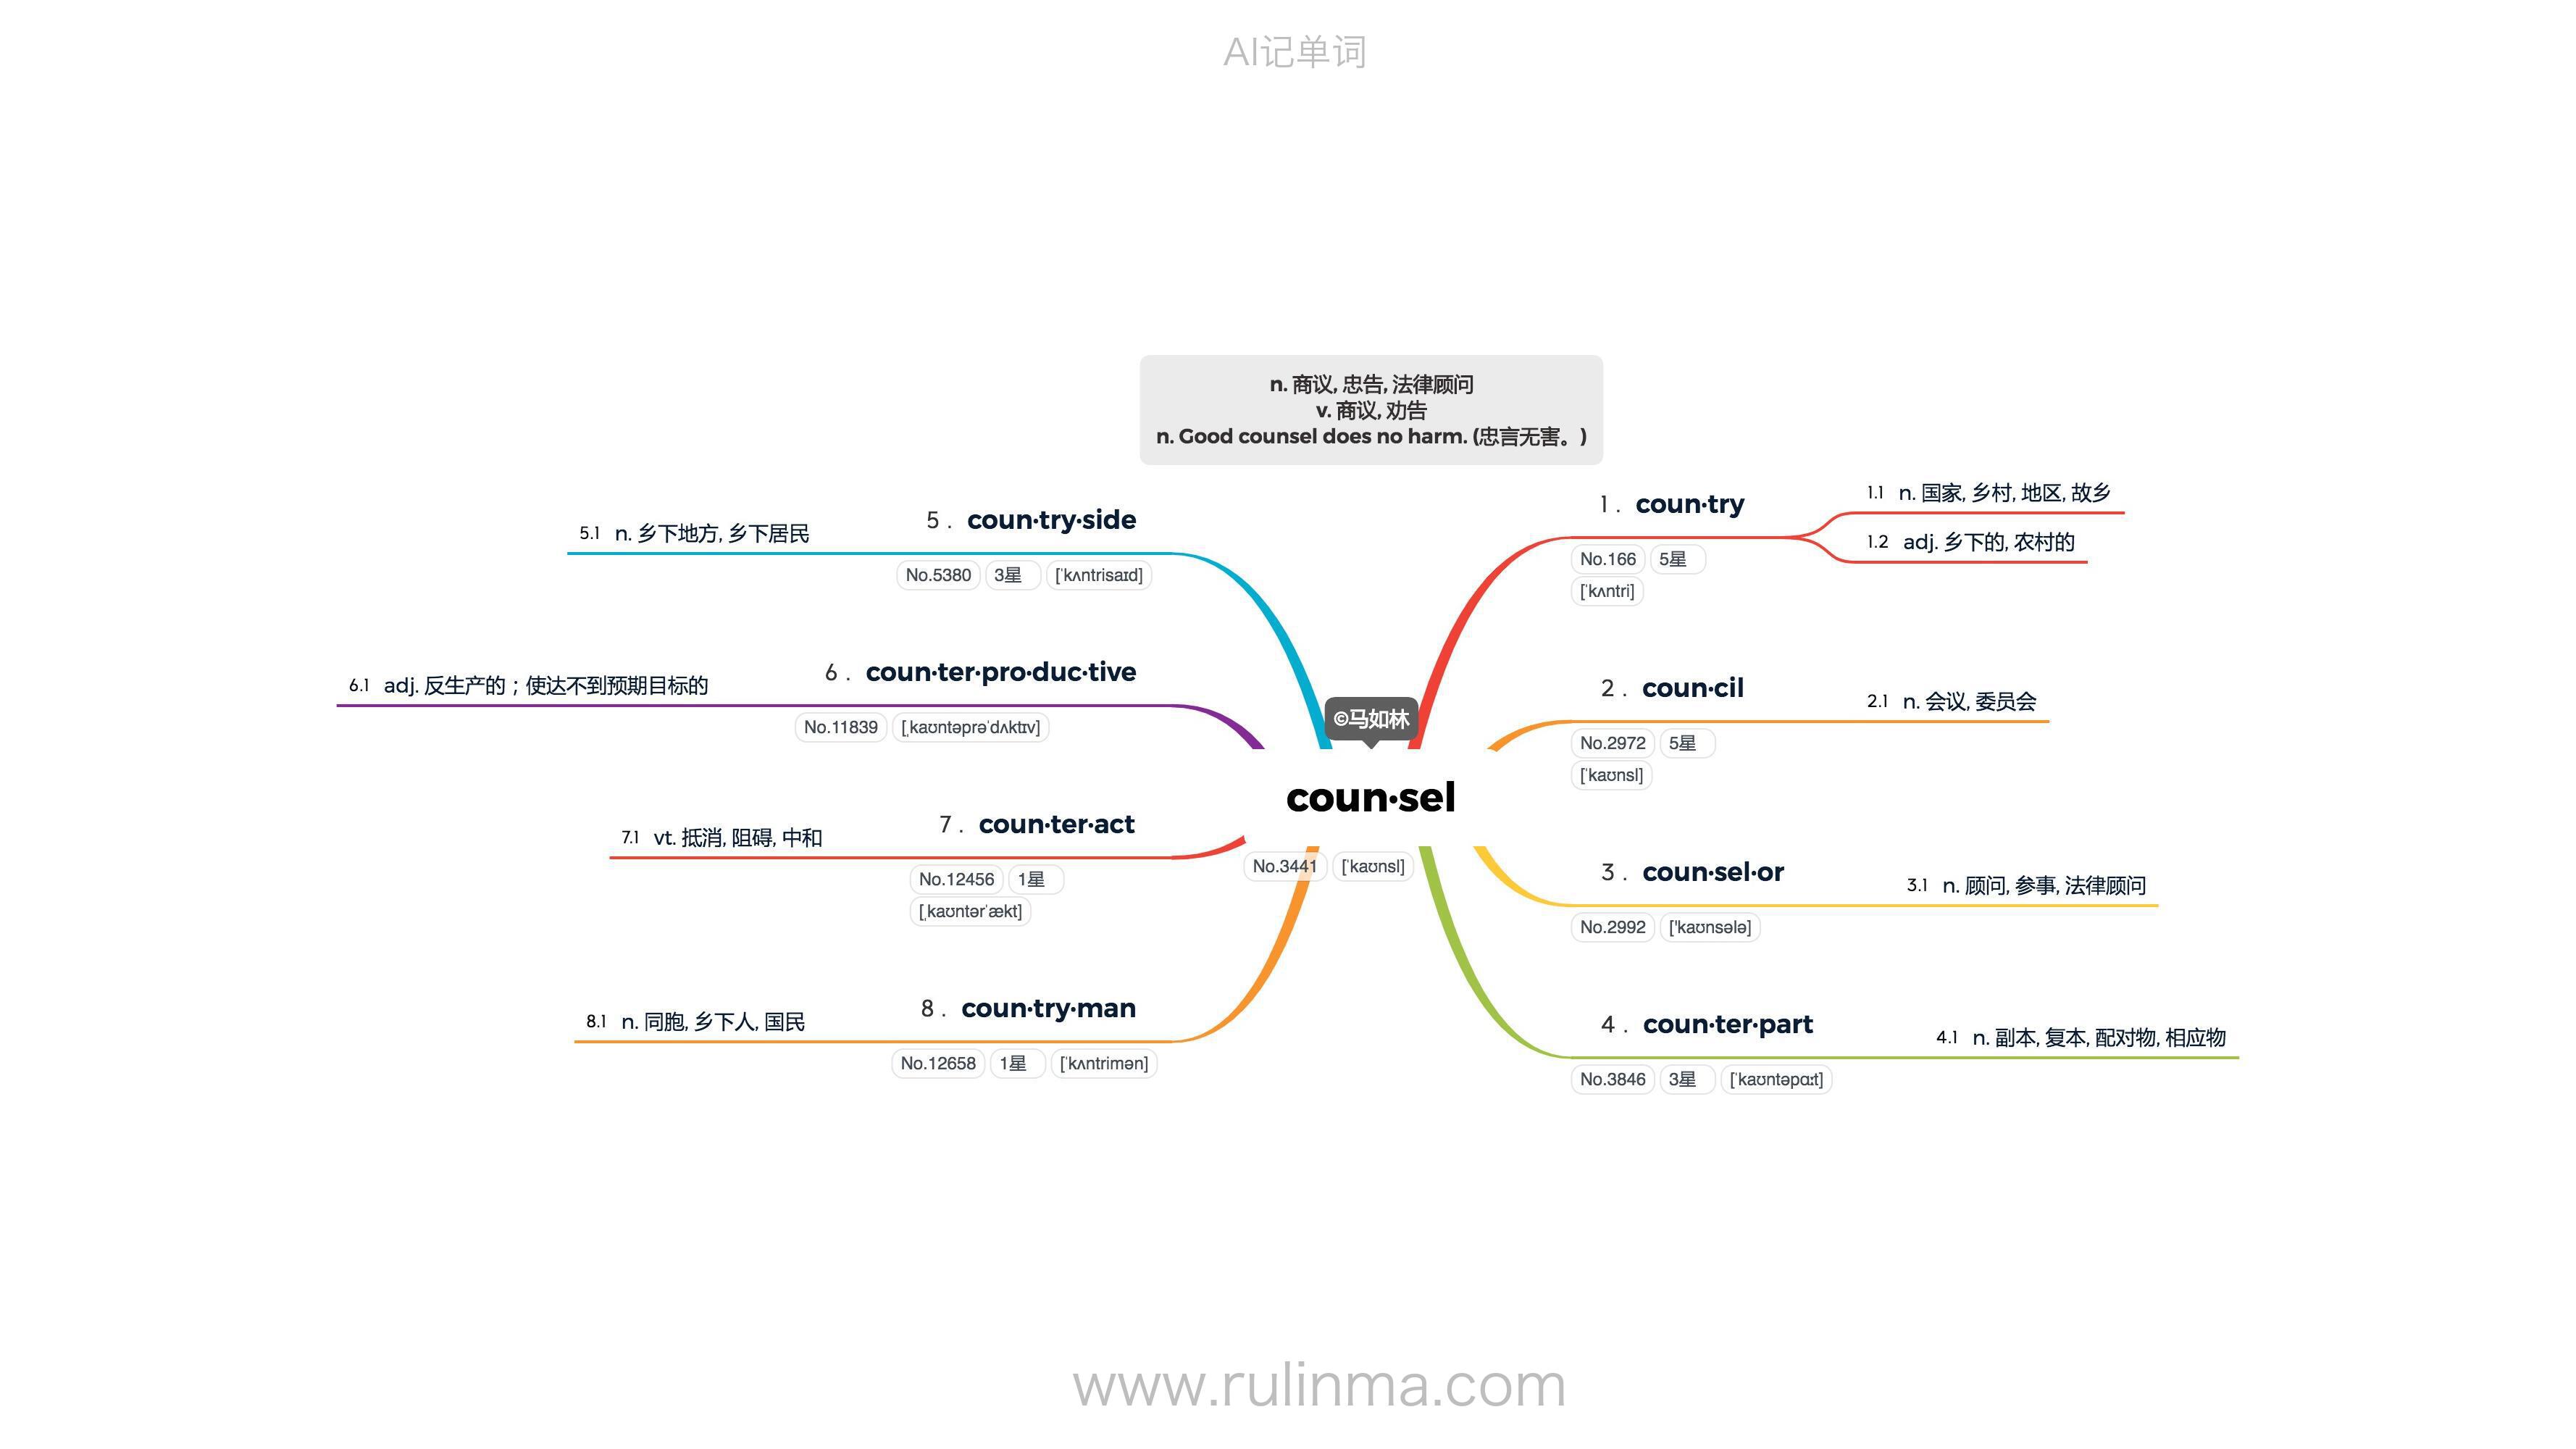 AI记单词
n. 商议, 忠告, 法律顾问
v. 商议, 劝告
n. Good counsel does no harm. (忠言无害。)
©马如林
coun·sel
No.3441 [ˈkaʊnsl]
1 . coun·try
No.166 5星
[ˈkʌntri]
1.1 n. 国家, 乡村, 地区, 故乡
1.2 adj. 乡下的, 农村的
2 . coun·cil
No.2972 5星
[ˈkaʊnsl]
2.1 n. 会议, 委员会
3 . coun·sel·or
No.2992 ['kaʊnsələ]
3.1 n. 顾问, 参事, 法律顾问
4 . coun·ter·part
No.3846 3星 [ˈkaʊntəpɑːt]
4.1 n. 副本, 复本, 配对物, 相应物
5 . coun·try·side
No.5380 3星 [ˈkʌntrisaɪd]
5.1 n. 乡下地方, 乡下居民
6 . coun·ter·pro·duc·tive
No.11839 [ˌkaʊntəprəˈdʌktɪv]
6.1 adj. 反生产的；使达不到预期目标的
7 . coun·ter·act
No.12456 1星
[ˌkaʊntərˈækt]
7.1 vt. 抵消, 阻碍, 中和
8 . coun·try·man
No.12658 1星 [ˈkʌntrimən]
8.1 n. 同胞, 乡下人, 国民
www.rulinma.com